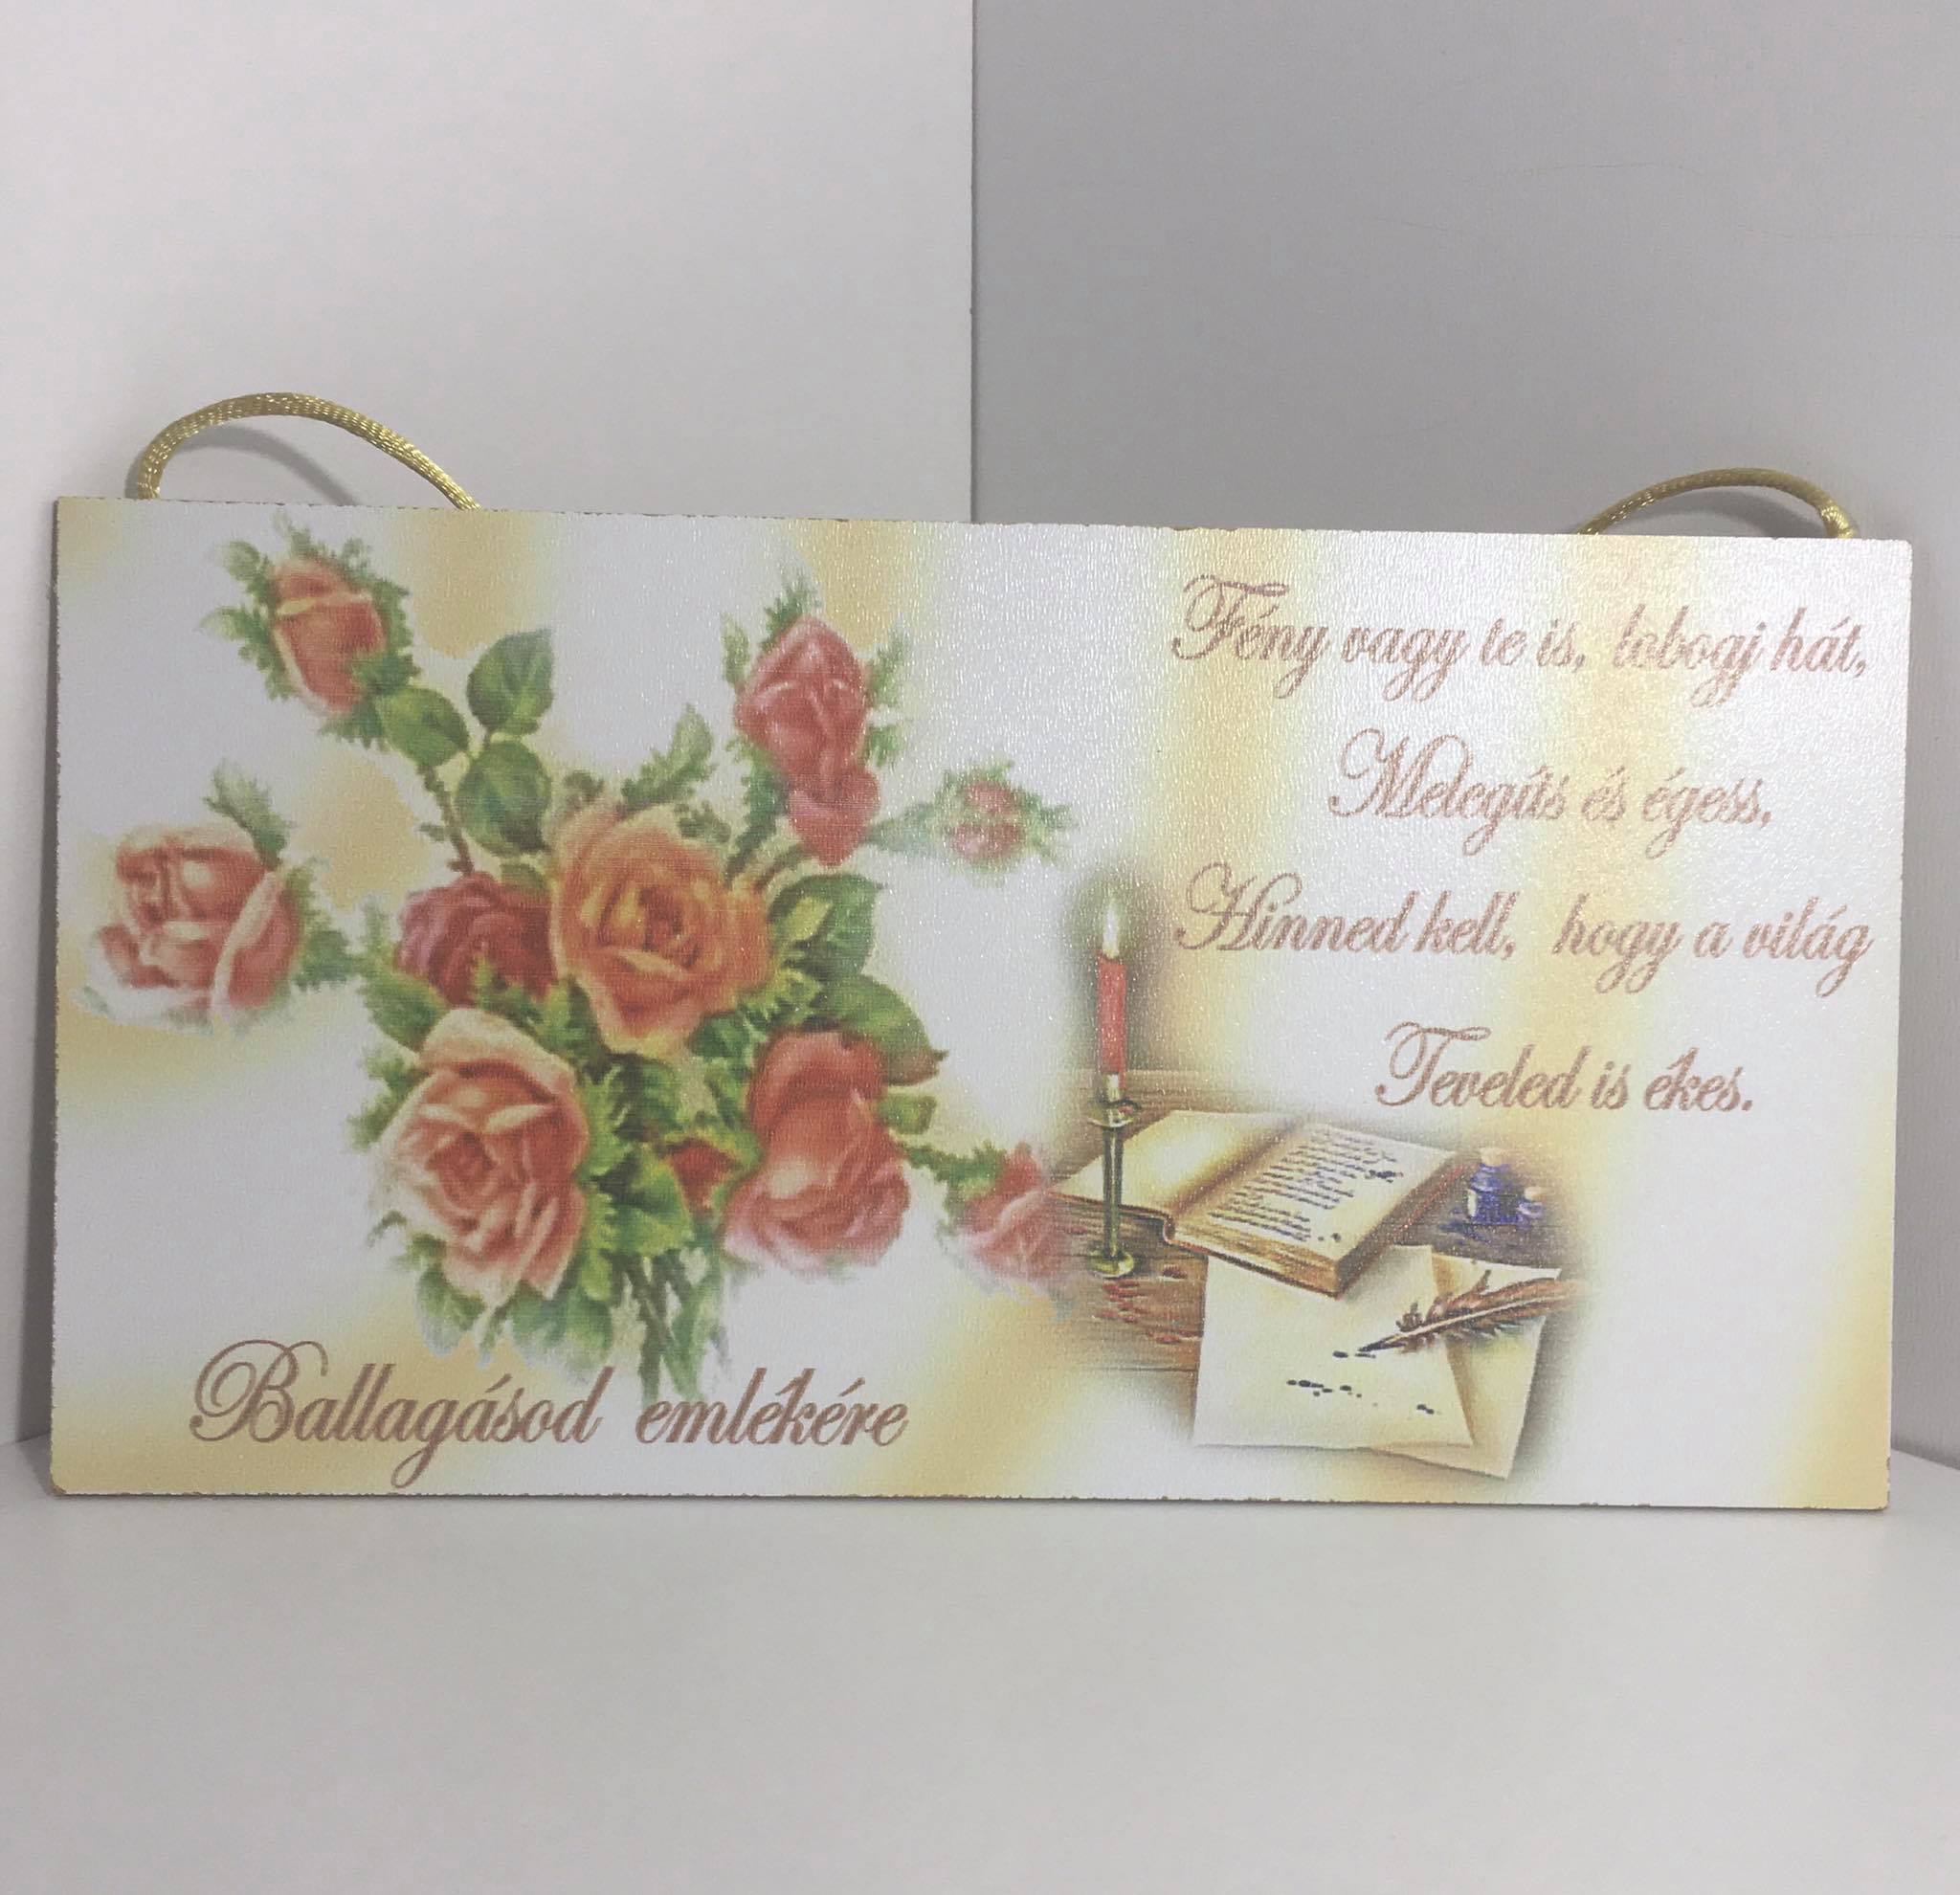 Fény vagy te is, lobogj hát,
Melegíts és égess,
Hinned kell, hogy a világ
Teveled is ékes.
Ballagásod emlékére